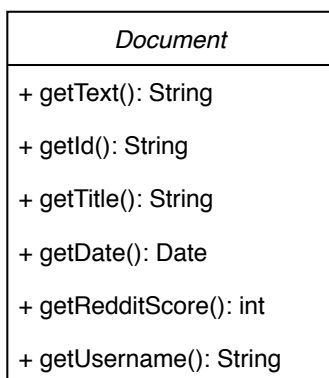 Document
+ getText(): String
+ getId(): String
+ getTitle(): String
+ getDate(): Date
+ getRedditScore(): int
+ getUsername(): String